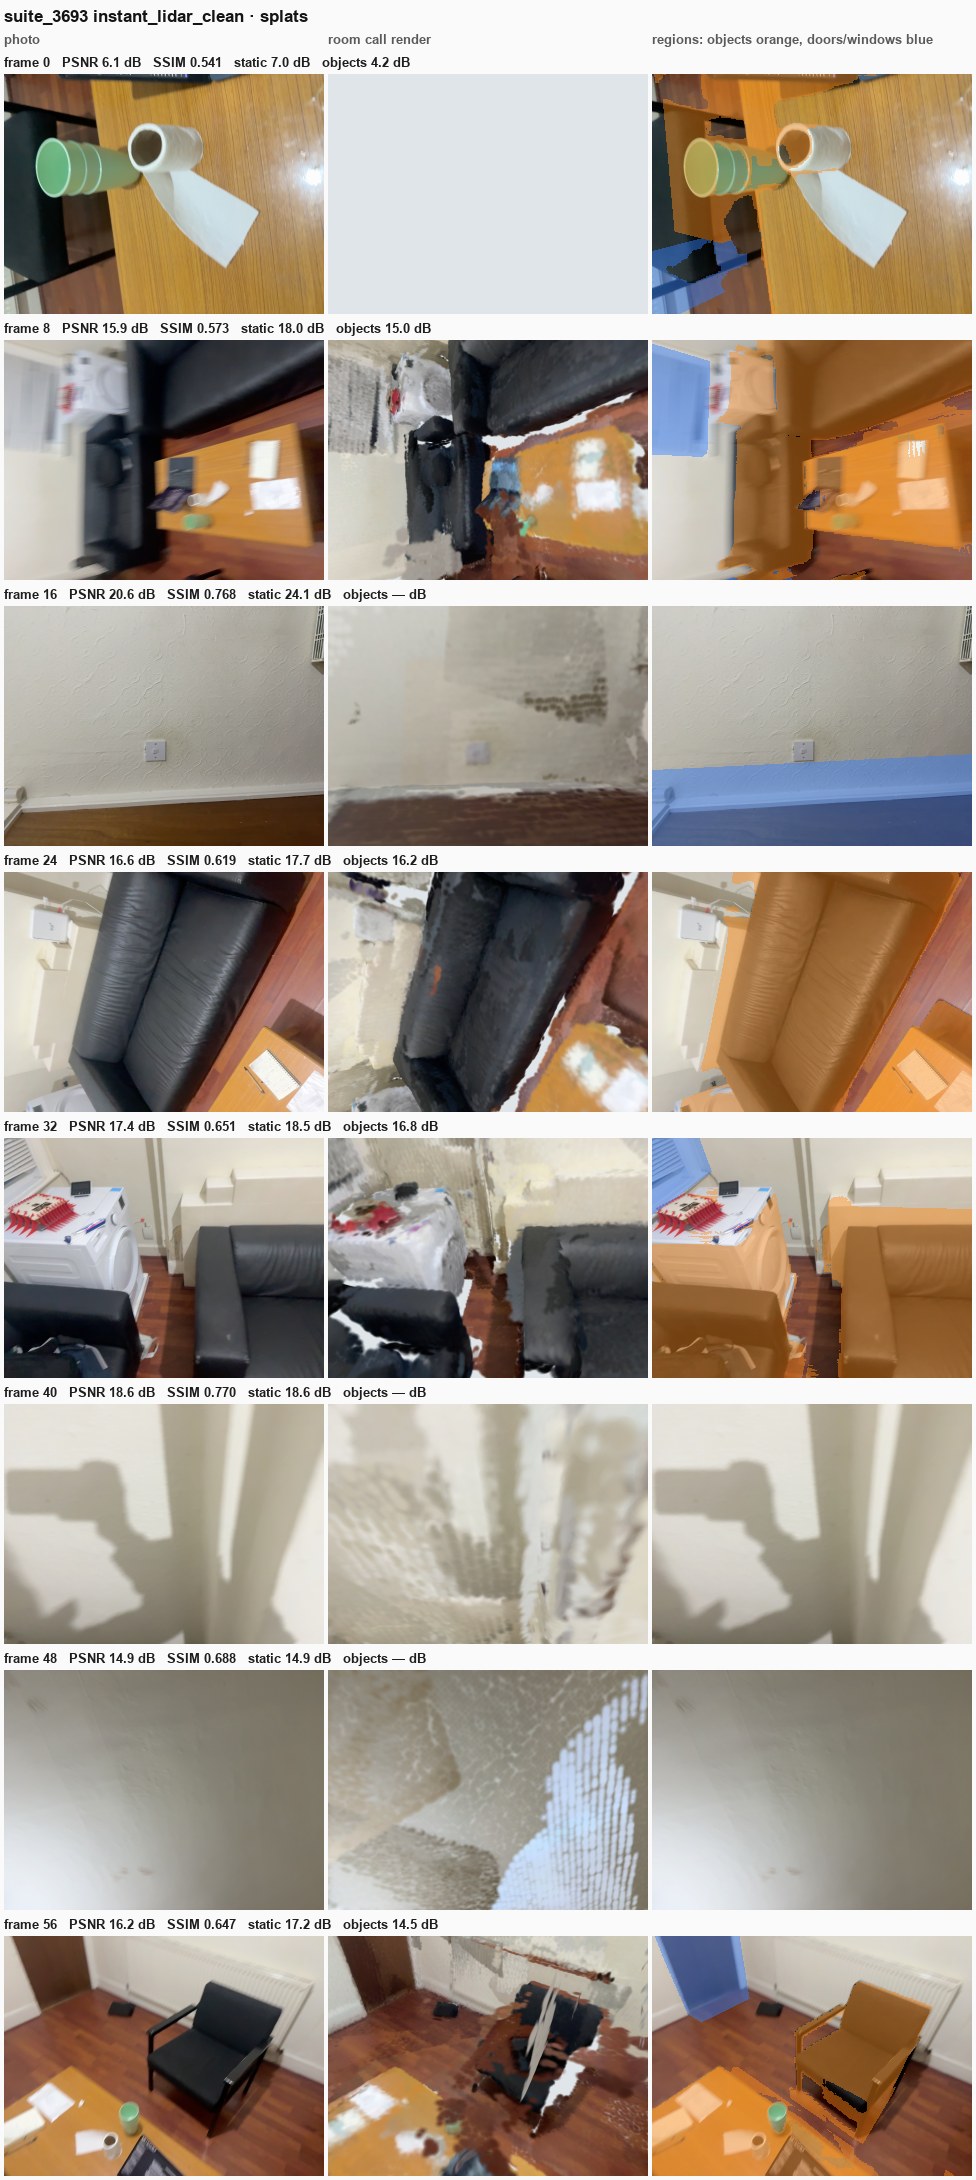 suite_3693 instant_lidar_clean · splats
photo room call render regions: objects orange, doors/windows blue
frame 0 PSNR 6.1 dB SSIM 0.541 static 7.0 dB objects 4.2 dB
frame 8 PSNR 15.9 dB SSIM 0.573 static 18.0 dB objects 15.0 dB
frame 16 PSNR 20.6 dB SSIM 0.768 static 24.1 dB objects — dB
frame 24 PSNR 16.6 dB SSIM 0.619 static 17.7 dB objects 16.2 dB
frame 32 PSNR 17.4 dB SSIM 0.651 static 18.5 dB objects 16.8 dB
frame 40 PSNR 18.6 dB SSIM 0.770 static 18.6 dB objects — dB
frame 48 PSNR 14.9 dB SSIM 0.688 static 14.9 dB objects — dB
frame 56 PSNR 16.2 dB SSIM 0.647 static 17.2 dB objects 14.5 dB